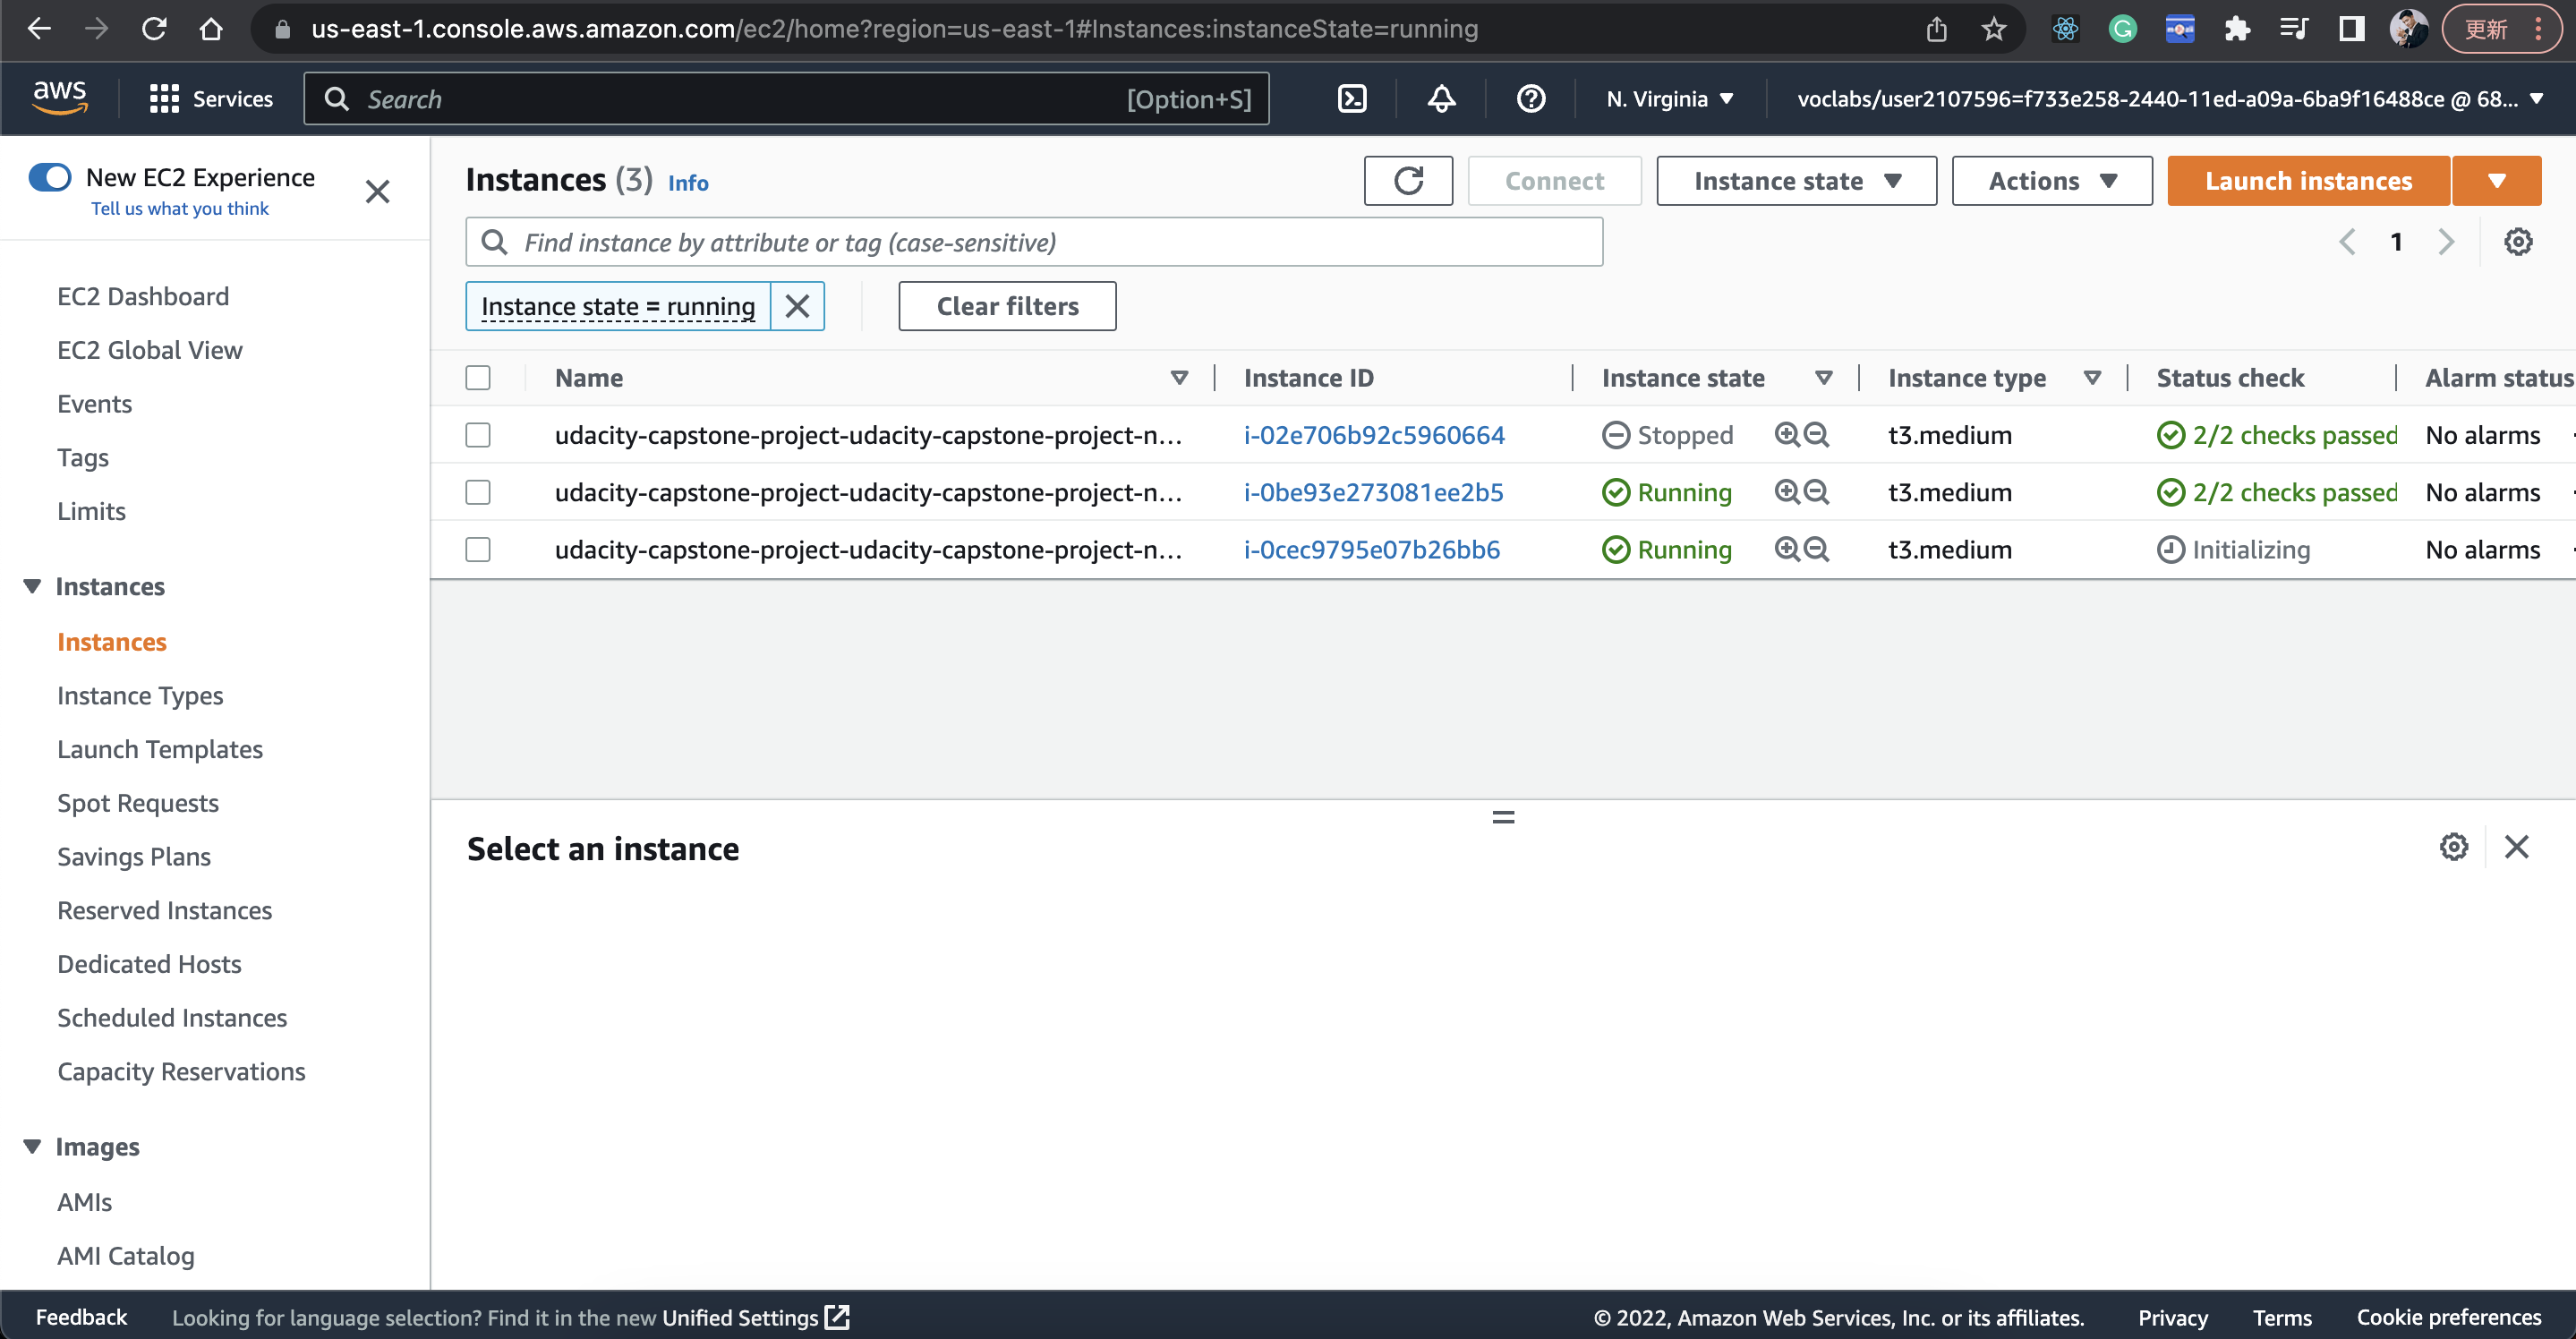 us-east-1.console.aws.amazon.com/ec2/home?region=us-east-1#Instances:instanceState=running
更新
aws
Services
Search
[Option+S]
N. Virginia
voclabs/user2107596=f733e258-2440-11ed-a09a-6ba9f16488ce @ 68...
New EC2 Experience
Tell us what you think
EC2 Dashboard
EC2 Global View
Events
Tags
Limits
Instances
Instances
Instance Types
Launch Templates
Spot Requests
Savings Plans
Reserved Instances
Dedicated Hosts
Scheduled Instances
Capacity Reservations
Images
AMIs
AMI Catalog
Instances (3) Info
Connect
Instance state
Actions
Launch instances
Find instance by attribute or tag (case-sensitive)
1
Instance state = running
Clear filters
Name Instance ID Instance state Instance type Status check Alarm status
udacity-capstone-project-udacity-capstone-project-n... i-02e706b92c5960664 Stopped t3.medium 2/2 checks passed No alarms
udacity-capstone-project-udacity-capstone-project-n... i-0be93e273081ee2b5 Running t3.medium 2/2 checks passed No alarms
udacity-capstone-project-udacity-capstone-project-n... i-0cec9795e07b26bb6 Running t3.medium Initializing No alarms
Select an instance
Feedback
Looking for language selection? Find it in the new Unified Settings
© 2022, Amazon Web Services, Inc. or its affiliates.
Privacy
Terms
Cookie preferences